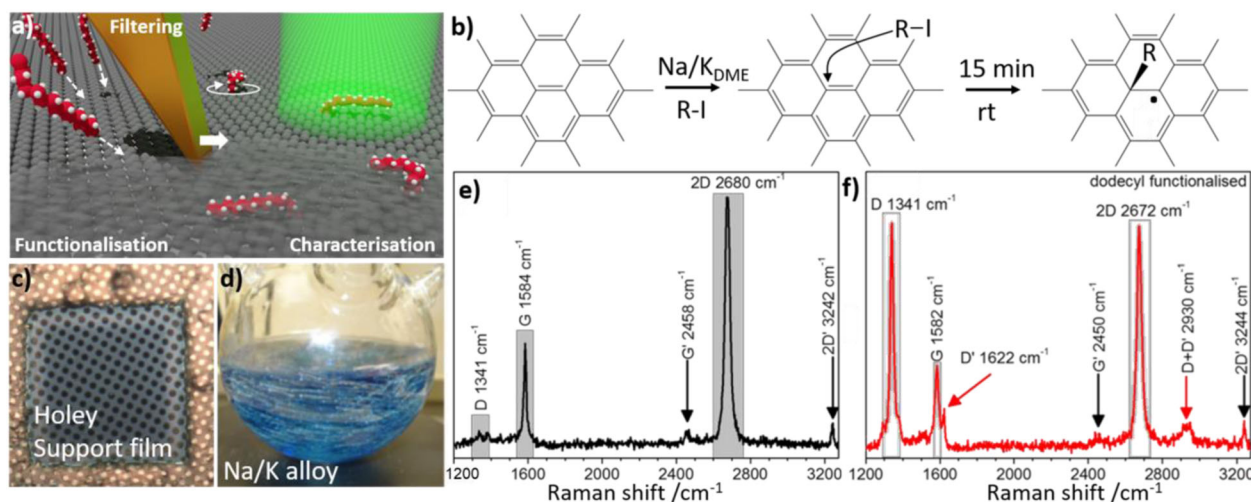 a)
Filtering
Functionalisation
Characterisation
b)
Na/K_DME
R-I
R–I
15 min
rt
R
c)
Holey
Support film
d)
Na/K alloy
e)
D 1341 cm⁻¹
G 1584 cm⁻¹
G' 2458 cm⁻¹
2D 2680 cm⁻¹
2D' 3242 cm⁻¹
1200 1600 2000 2400 2800 3200
Raman shift /cm⁻¹
f)
dodecyl functionalised
D 1341 cm⁻¹
G 1582 cm⁻¹
D' 1622 cm⁻¹
G' 2450 cm⁻¹
2D 2672 cm⁻¹
D+D' 2930 cm⁻¹
2D' 3244 cm⁻¹
1200 1600 2000 2400 2800 3200
Raman shift /cm⁻¹